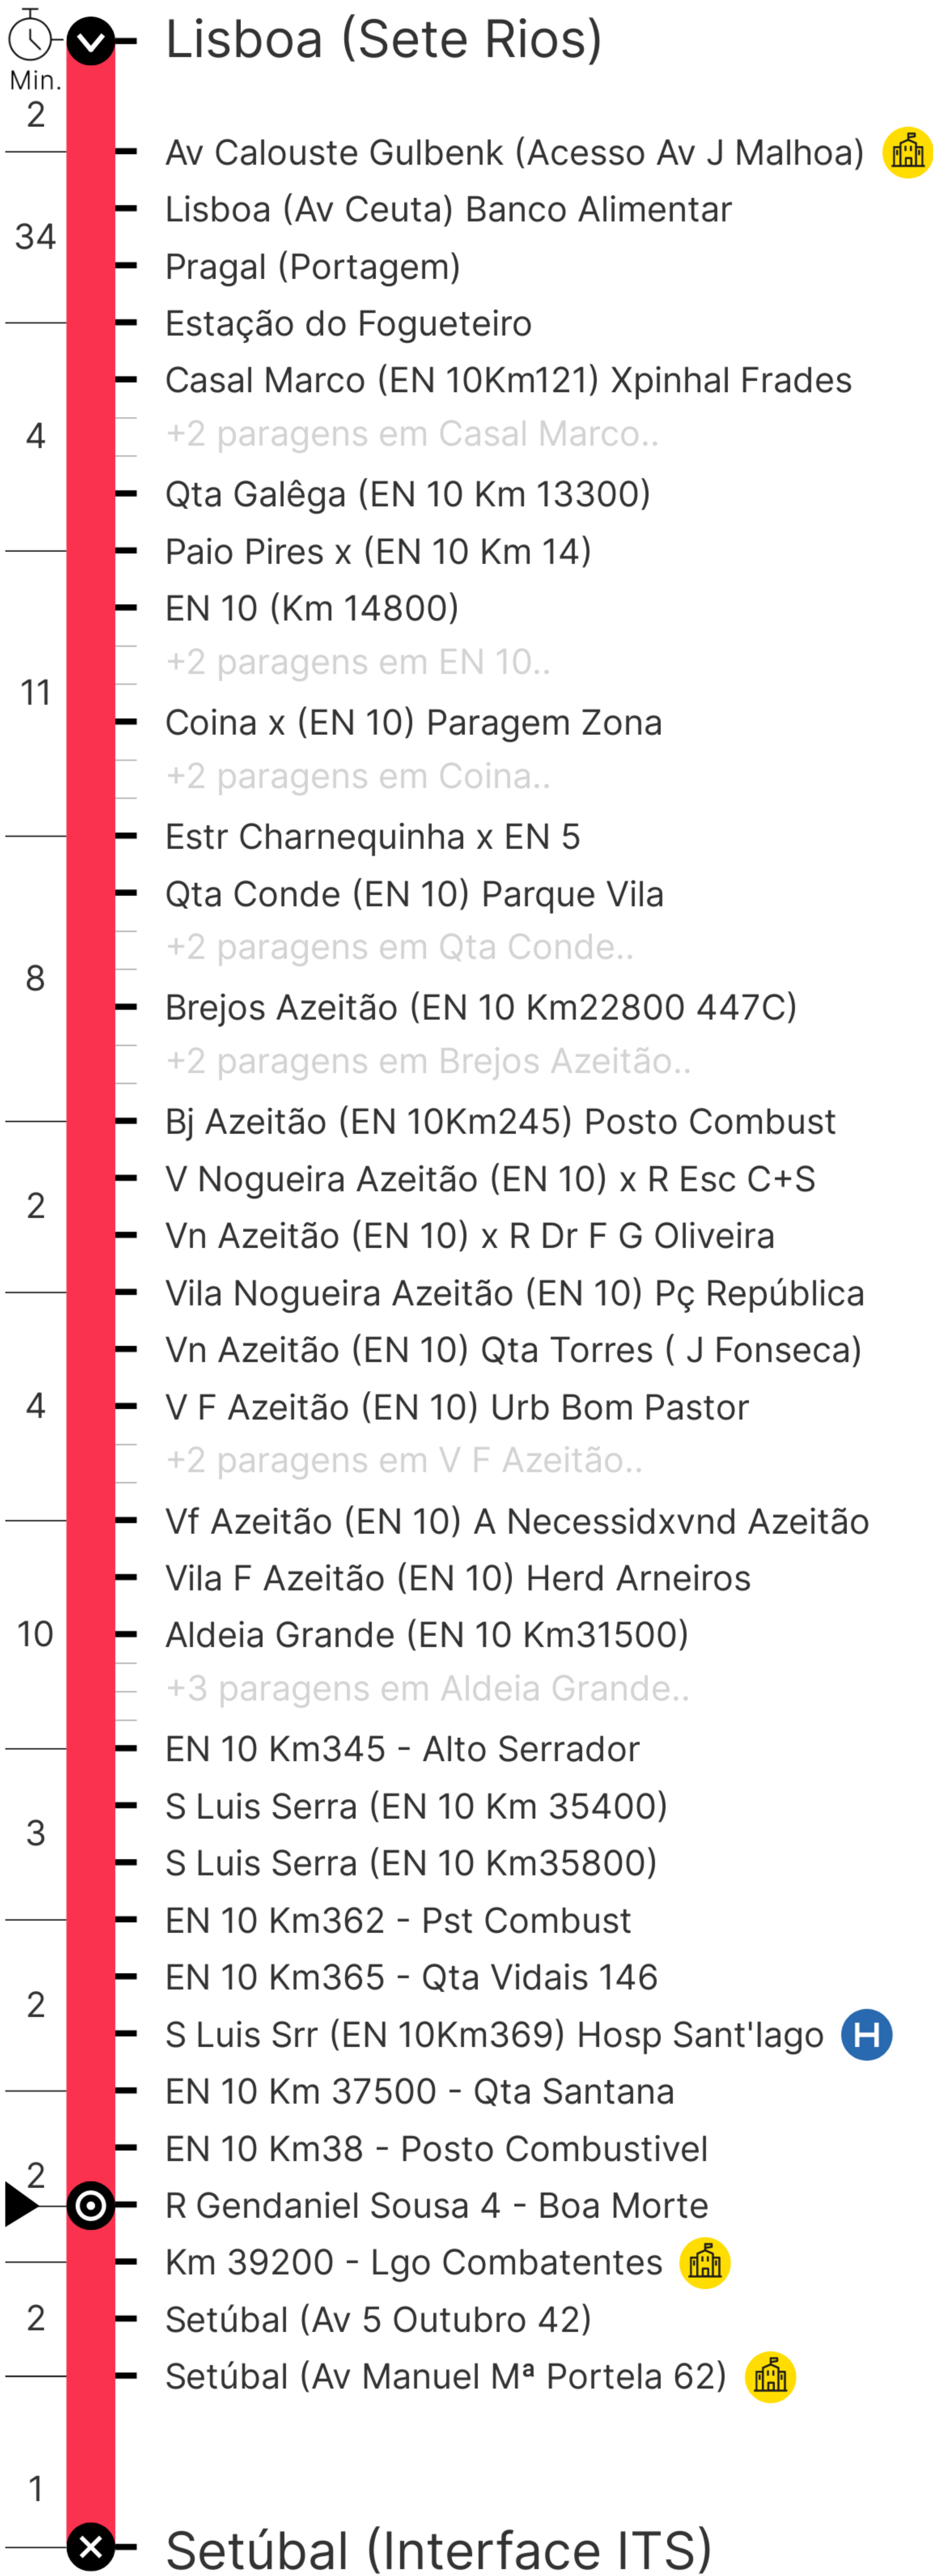 Lisboa (Sete Rios)
Min.
2
Av Calouste Gulbenk (Acesso Av J Malhoa)
Lisboa (Av Ceuta) Banco Alimentar
34
Pragal (Portagem)
Estação do Fogueteiro
Casal Marco (EN 10Km121) Xpinhal Frades
4
+2 paragens em Casal Marco..
Qta Galêga (EN 10 Km 13300)
Paio Pires x (EN 10 Km 14)
EN 10 (Km 14800)
+2 paragens em EN 10..
11
Coina x (EN 10) Paragem Zona
+2 paragens em Coina..
Estr Charnequinha x EN 5
Qta Conde (EN 10) Parque Vila
+2 paragens em Qta Conde..
8
Brejos Azeitão (EN 10 Km22800 447C)
+2 paragens em Brejos Azeitão..
Bj Azeitão (EN 10Km245) Posto Combust
V Nogueira Azeitão (EN 10) x R Esc C+S
2
Vn Azeitão (EN 10) x R Dr F G Oliveira
Vila Nogueira Azeitão (EN 10) Pç República
Vn Azeitão (EN 10) Qta Torres ( J Fonseca)
4
V F Azeitão (EN 10) Urb Bom Pastor
+2 paragens em V F Azeitão..
Vf Azeitão (EN 10) A Necessidxvnd Azeitão
Vila F Azeitão (EN 10) Herd Arneiros
10
Aldeia Grande (EN 10 Km31500)
+3 paragens em Aldeia Grande..
EN 10 Km345 - Alto Serrador
S Luis Serra (EN 10 Km 35400)
3
S Luis Serra (EN 10 Km35800)
EN 10 Km362 - Pst Combust
EN 10 Km365 - Qta Vidais 146
2
S Luis Srr (EN 10Km369) Hosp Sant'Iago
H
EN 10 Km 37500 - Qta Santana
EN 10 Km38 - Posto Combustivel
2
R Gendaniel Sousa 4 - Boa Morte
Km 39200 - Lgo Combatentes
2
Setúbal (Av 5 Outubro 42)
Setúbal (Av Manuel Mª Portela 62)
1
Setúbal (Interface ITS)